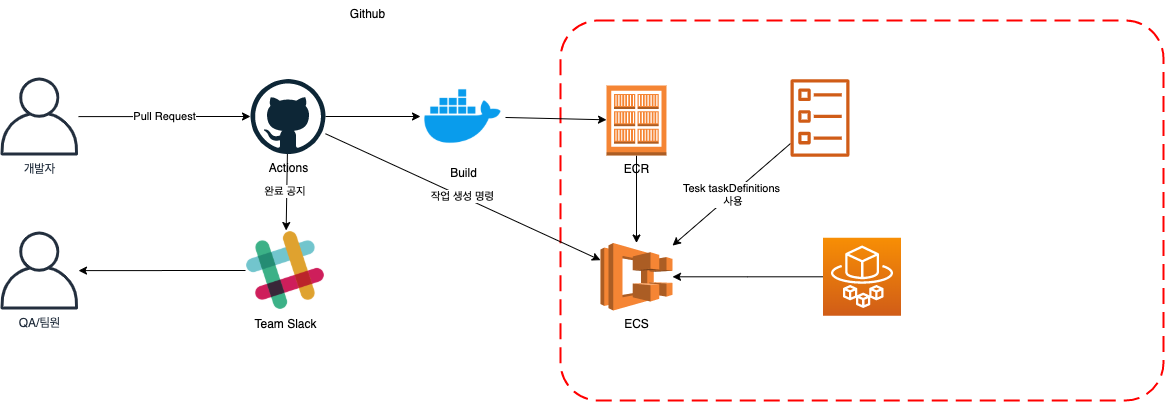 Github
Pull Request
개발자
Actions
완료 공지
Build
작업 생성 명령
ECR
Tesk taskDefinitions
사용
QA/팀원
Team Slack
ECS